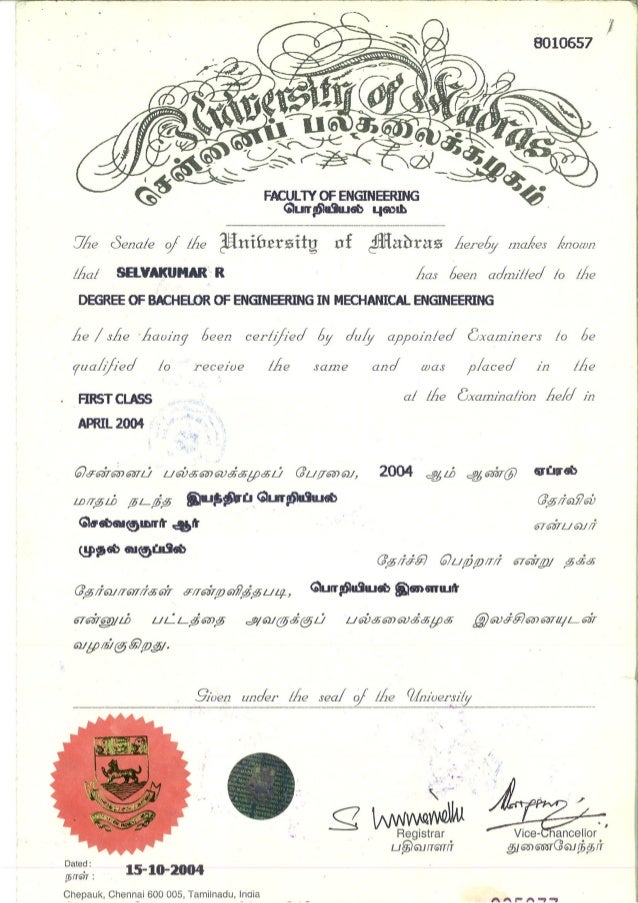 8010657
University of Madras
சென்னைப் பல்கலைக்கழகம்
FACULTY OF ENGINEERING
பொறியியல் புலம்
The Senate of the University of Madras hereby makes known
that SELVAKUMAR R has been admitted to the
DEGREE OF BACHELOR OF ENGINEERING IN MECHANICAL ENGINEERING
he / she having been certified by duly appointed Examiners to be
qualified to receive the same and was placed in the
FIRST CLASS at the Examination held in
APRIL 2004
சென்னைப் பல்கலைக்கழகப் பேரவை, 2004 ஆம் ஆண்டு ஏப்ரல்
மாதம் நடந்த இயந்திரப் பொறியியல் தேர்வில்
செல்வகுமார் ஆர் என்பவர்
முதல் வகுப்பில்
தேர்ச்சி பெற்றார் என்று தக்க
தேர்வாளர்கள் சான்றளித்தபடி, பொறியியல் இளையர்
என்னும் பட்டத்தை அவருக்குப் பல்கலைக்கழக இலச்சினையுடன்
வழங்குகிறது.
Given under the seal of the University
Registrar
பதிவாளர்
Vice-Chancellor
துணைவேந்தர்
Dated :
நாள் : 15-10-2004
Chepauk, Chennai 600 005, Tamilnadu, India